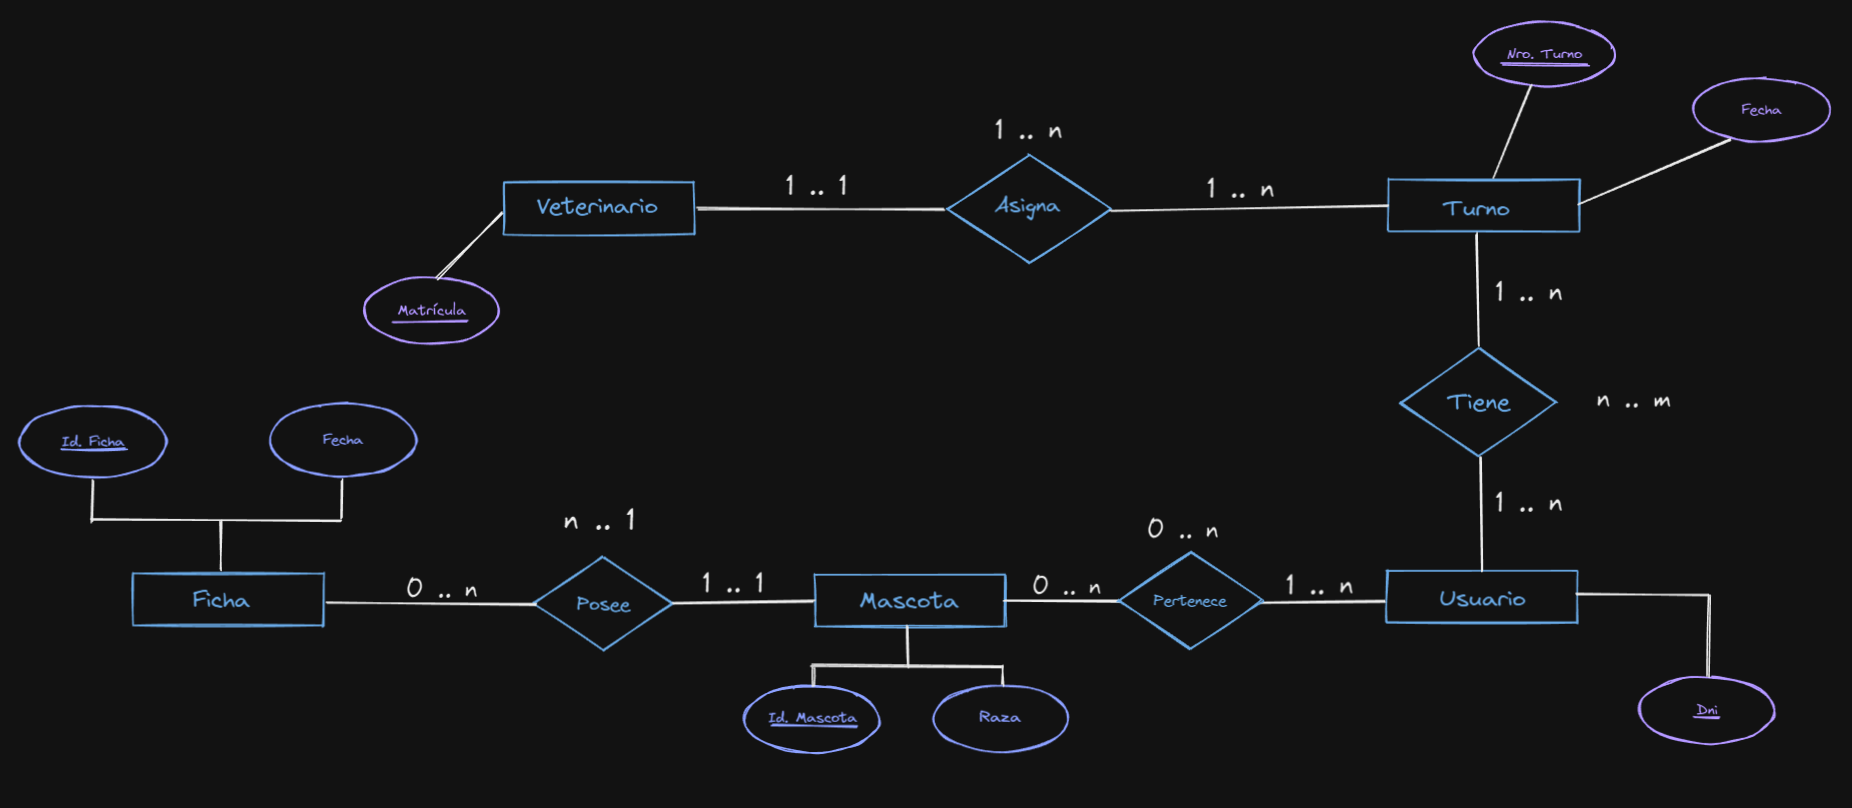 Nro. Turno
Fecha
1 .. n
Veterinario
1 .. 1
Asigna
1 .. n
Turno
Matrícula
1 .. n
Tiene
n .. m
Id. Ficha
Fecha
1 .. n
n .. 1
0 .. n
Ficha
0 .. n
Posee
1 .. 1
Mascota
0 .. n
Pertenece
1 .. n
Usuario
Id. Mascota
Raza
Dni